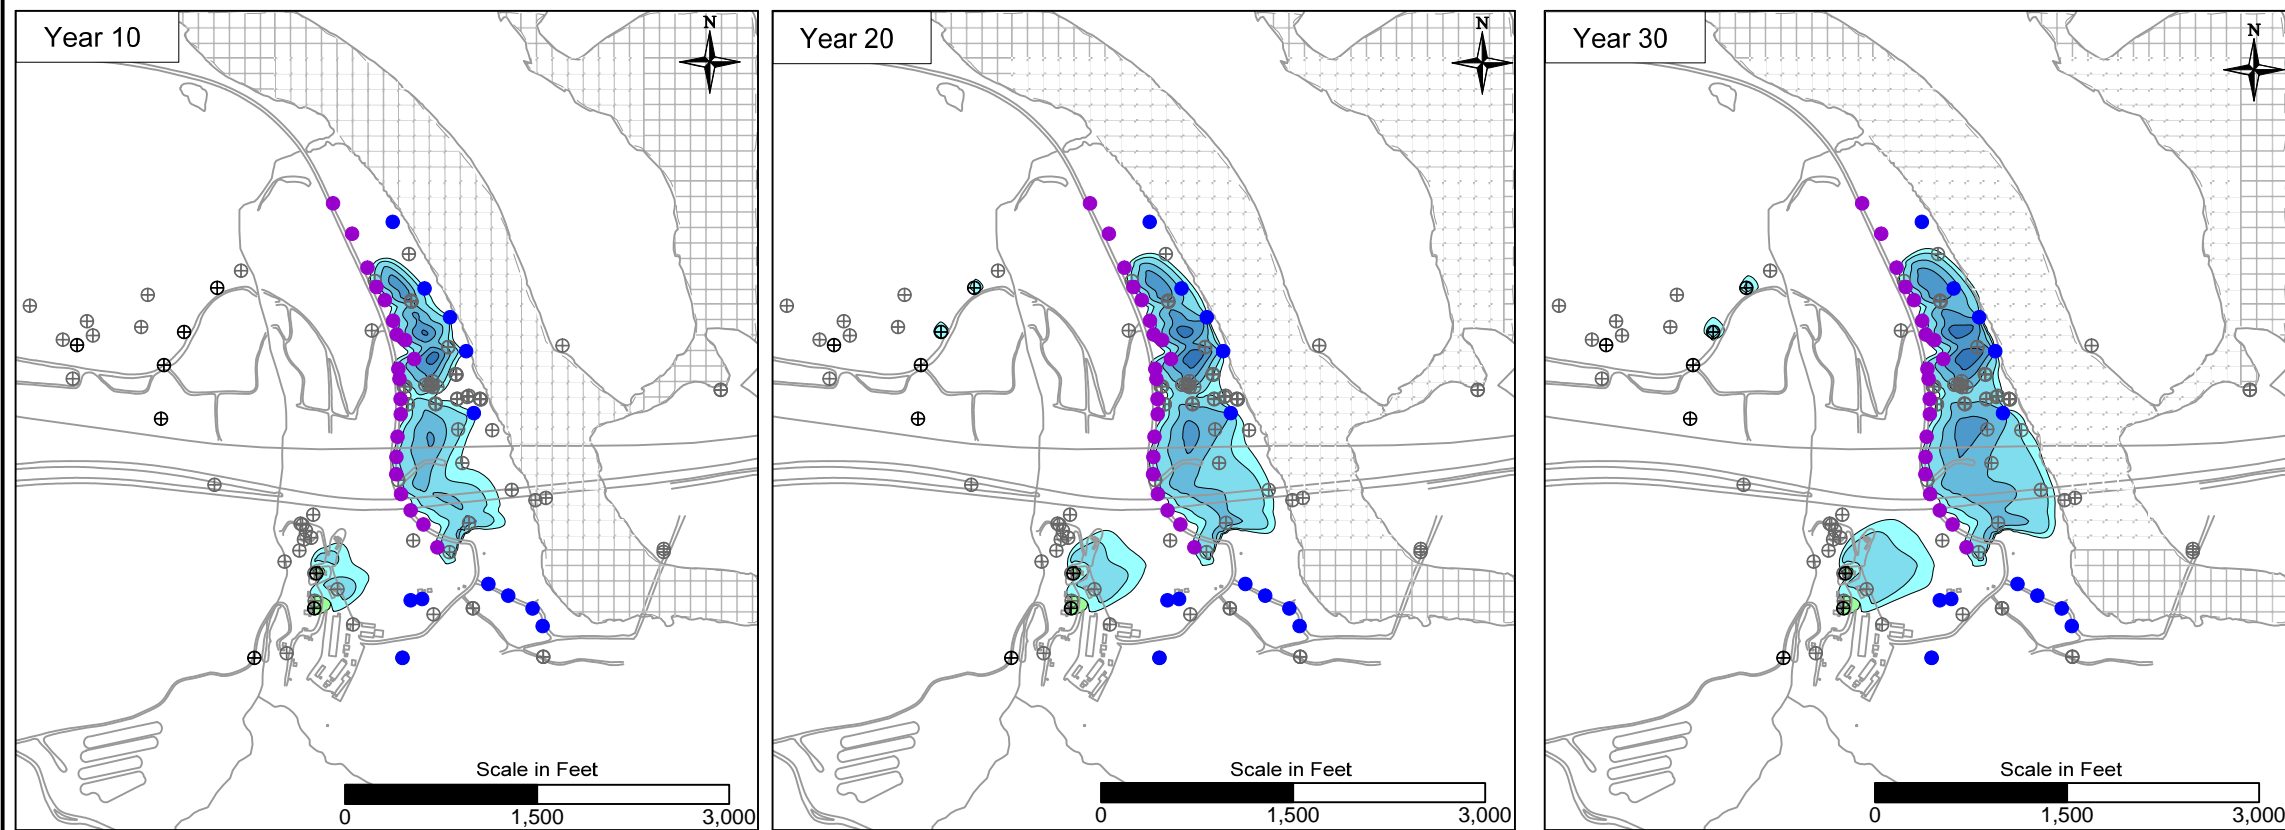 Year 10
N
Scale in Feet
0 1,500 3,000
Year 20
N
Scale in Feet
0 1,500 3,000
Year 30
N
Scale in Feet
0 1,500 3,000